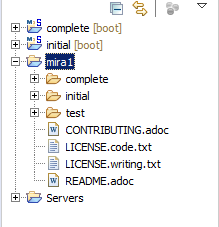 complete [boot]
initial [boot]
mira1
complete
initial
test
CONTRIBUTING.adoc
LICENSE.code.txt
LICENSE.writing.txt
README.adoc
Servers